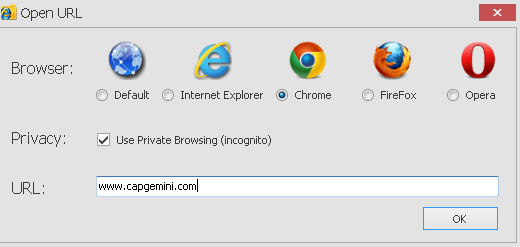 Open URL
Browser:
Default Internet Explorer Chrome FireFox Opera
Privacy: Use Private Browsing (incognito)
URL: www.capgemini.com
OK